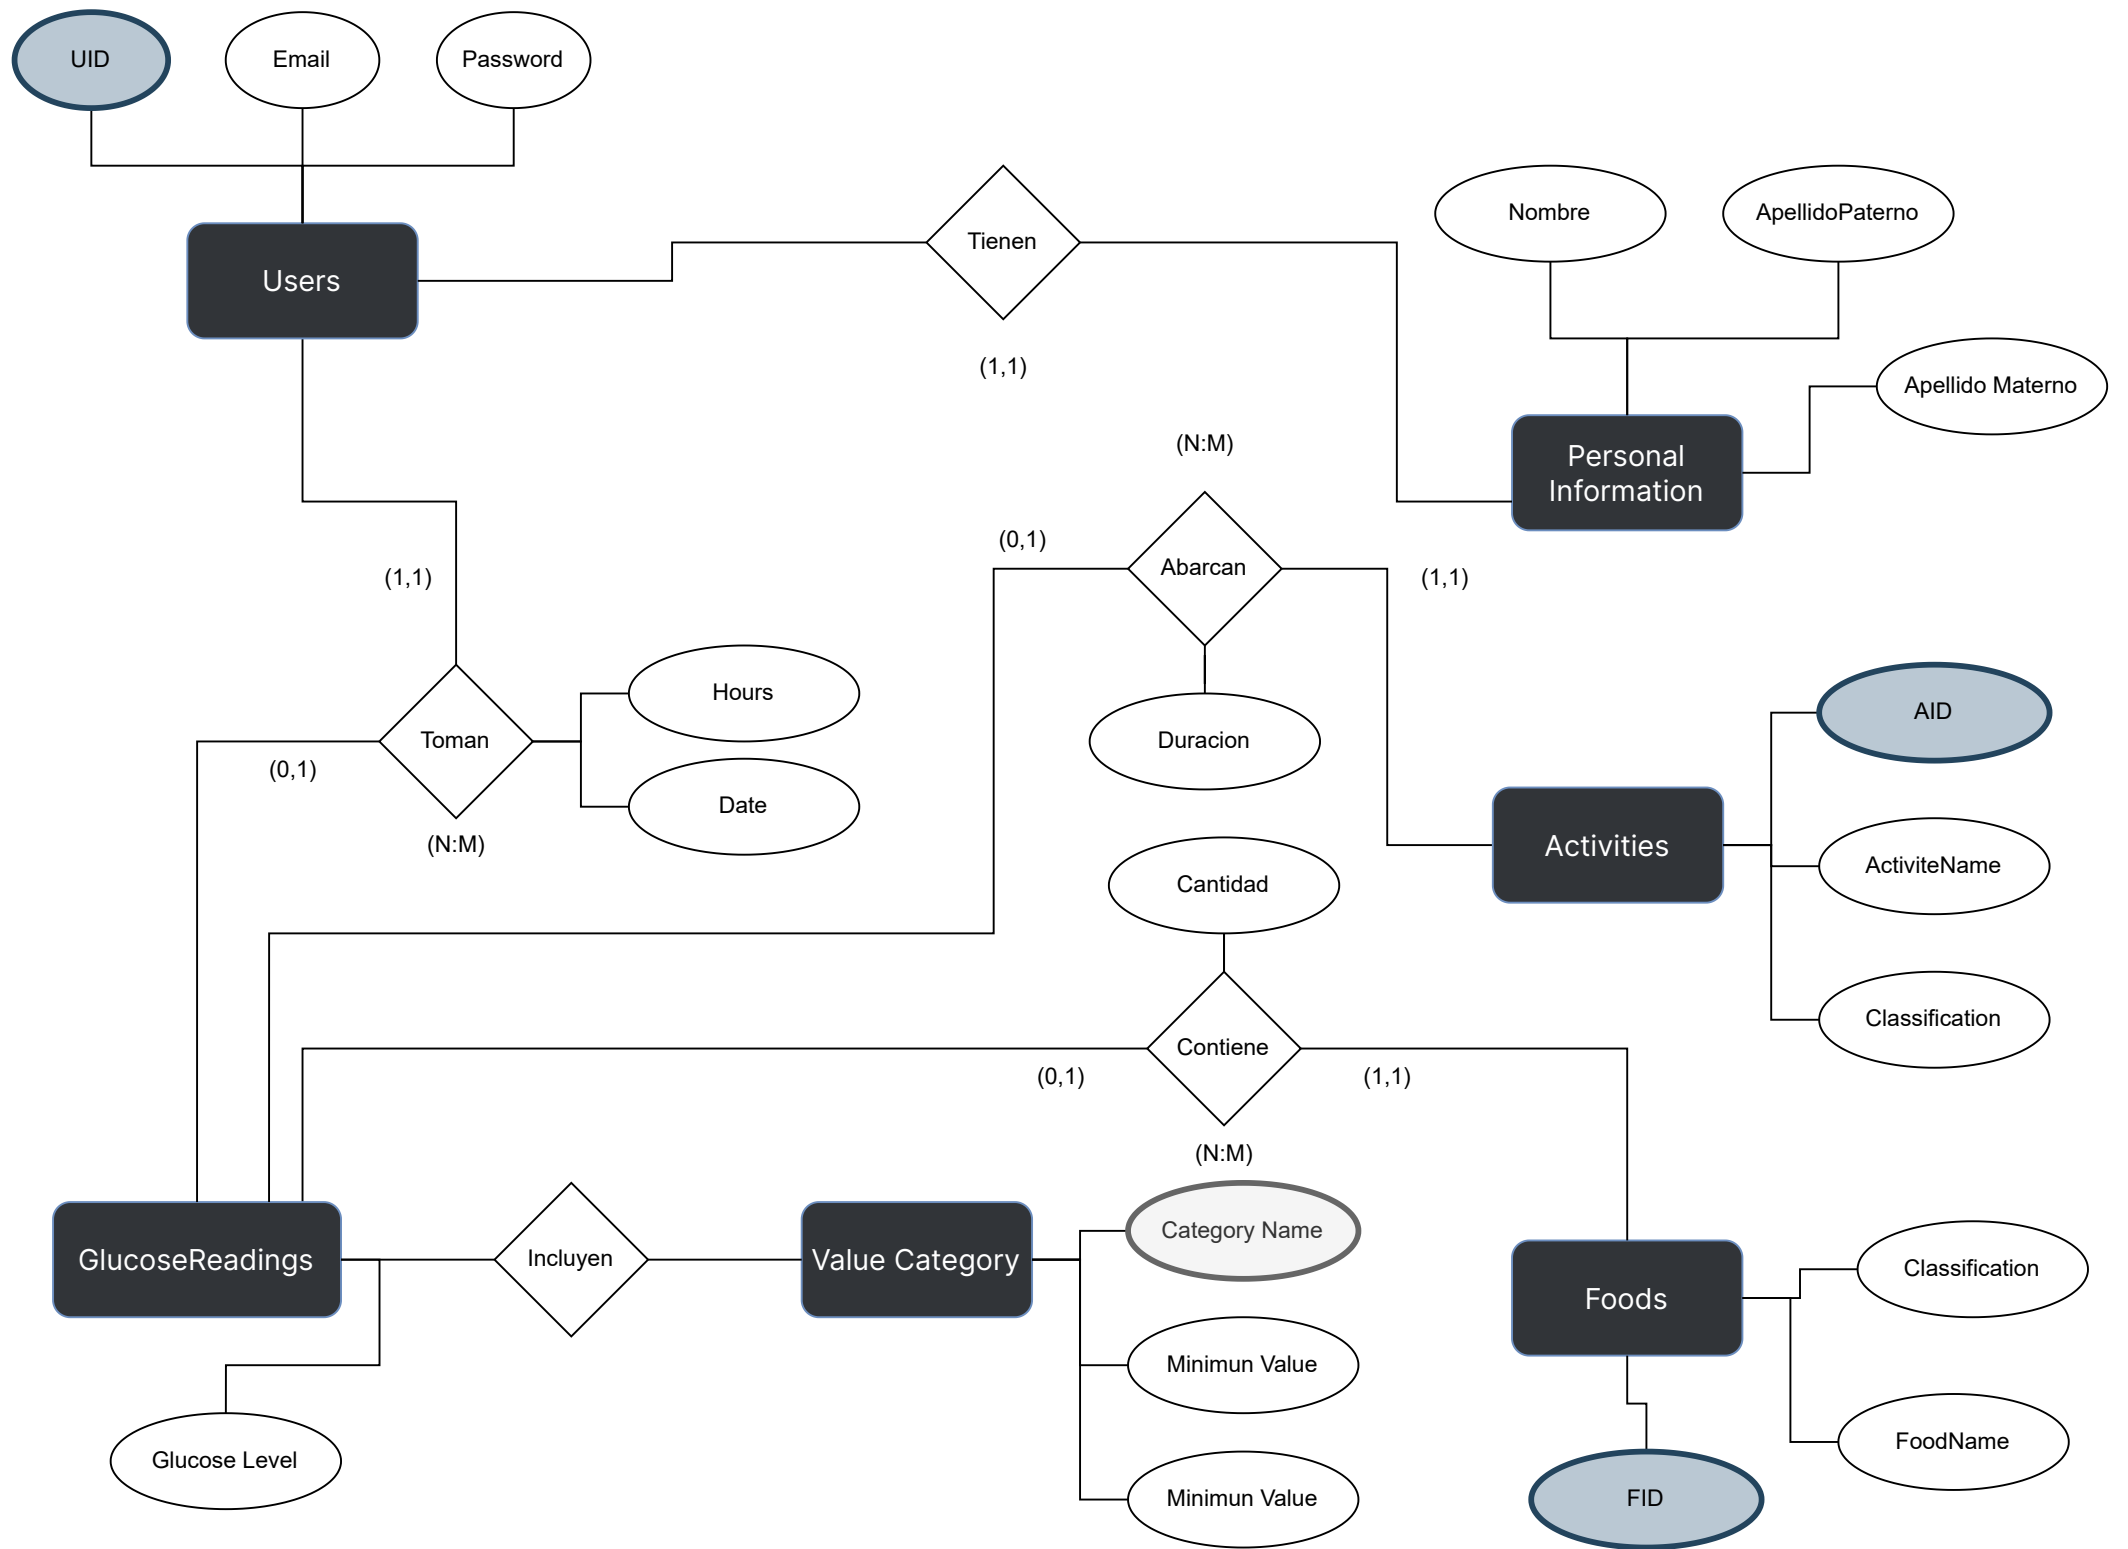 UID
Email
Password
Users
Tienen
(1,1)
Nombre
ApellidoPaterno
Apellido Materno
Personal
Information
(N:M)
(0,1)
Abarcan
(1,1)
Duracion
(1,1)
Toman
Hours
Date
(0,1)
(N:M)
AID
Activities
ActiviteName
Classification
Cantidad
Contiene
(0,1)
(1,1)
(N:M)
GlucoseReadings
Incluyen
Value Category
Category Name
Minimun Value
Minimun Value
Glucose Level
Foods
Classification
FoodName
FID